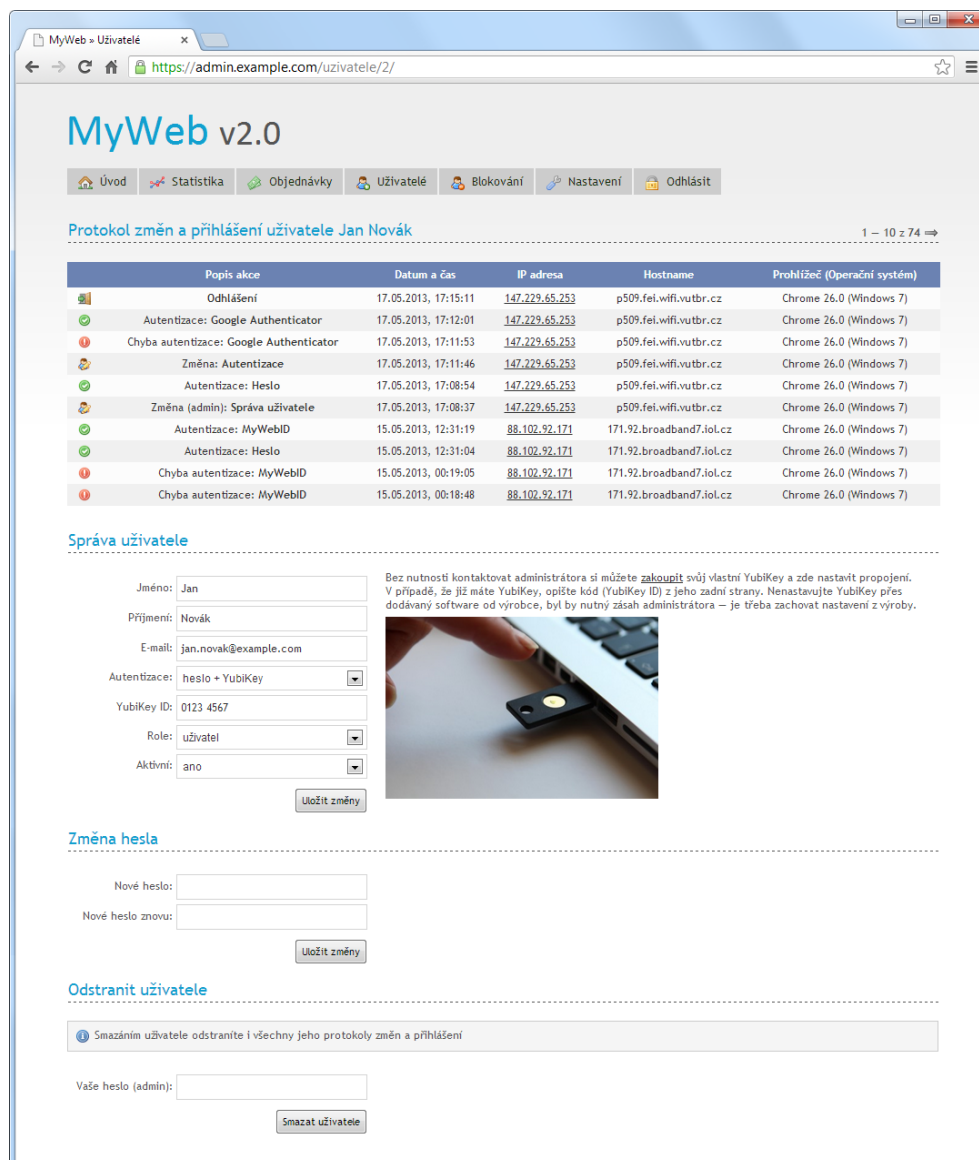 MyWeb » Uživatelé
https://admin.example.com/uzivatele/2/
MyWeb v2.0
Úvod Statistika Objednávky Uživatelé Blokování Nastavení Odhlásit
Protokol změn a přihlášení uživatele Jan Novák 1 – 10 z 74 ⇒
Popis akce Datum a čas IP adresa Hostname Prohlížeč (Operační systém)
Odhlášení 17.05.2013, 17:15:11 147.229.65.253 p509.fei.wifi.vutbr.cz Chrome 26.0 (Windows 7)
Autentizace: Google Authenticator 17.05.2013, 17:12:01 147.229.65.253 p509.fei.wifi.vutbr.cz Chrome 26.0 (Windows 7)
Chyba autentizace: Google Authenticator 17.05.2013, 17:11:53 147.229.65.253 p509.fei.wifi.vutbr.cz Chrome 26.0 (Windows 7)
Změna: Autentizace 17.05.2013, 17:11:46 147.229.65.253 p509.fei.wifi.vutbr.cz Chrome 26.0 (Windows 7)
Autentizace: Heslo 17.05.2013, 17:08:54 147.229.65.253 p509.fei.wifi.vutbr.cz Chrome 26.0 (Windows 7)
Změna (admin): Správa uživatele 17.05.2013, 17:08:37 147.229.65.253 p509.fei.wifi.vutbr.cz Chrome 26.0 (Windows 7)
Autentizace: MyWebID 15.05.2013, 12:31:19 88.102.92.171 171.92.broadband7.iol.cz Chrome 26.0 (Windows 7)
Autentizace: Heslo 15.05.2013, 12:31:04 88.102.92.171 171.92.broadband7.iol.cz Chrome 26.0 (Windows 7)
Chyba autentizace: MyWebID 15.05.2013, 00:19:05 88.102.92.171 171.92.broadband7.iol.cz Chrome 26.0 (Windows 7)
Chyba autentizace: MyWebID 15.05.2013, 00:18:48 88.102.92.171 171.92.broadband7.iol.cz Chrome 26.0 (Windows 7)
Správa uživatele
Jméno: Jan
Příjmení: Novák
E-mail: jan.novak@example.com
Autentizace: heslo + YubiKey
YubiKey ID: 0123 4567
Role: uživatel
Aktivní: ano
Uložit změny
Bez nutnosti kontaktovat administrátora si můžete zakoupit svůj vlastní YubiKey a zde nastavit propojení.
V případě, že již máte YubiKey, opište kód (YubiKey ID) z jeho zadní strany. Nenastavujte YubiKey přes
dodávaný software od výrobce, byl by nutný zásah administrátora — je třeba zachovat nastavení z výroby.
Změna hesla
Nové heslo:
Nové heslo znovu:
Uložit změny
Odstranit uživatele
Smazáním uživatele odstraníte i všechny jeho protokoly změn a přihlášení
Vaše heslo (admin):
Smazat uživatele